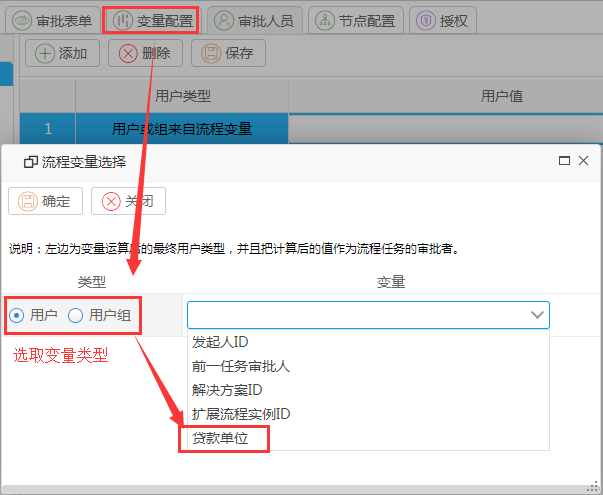 审批表单 变量配置 审批人员 节点配置 授权
添加 删除 保存
用户类型 用户值
1 用户或组来自流程变量
流程变量选择
确定 关闭
说明：左边为变量运算后的最终用户类型，并且把计算后的值作为流程任务的审批者。
类型 变量
用户 用户组
发起人ID
选取变量类型
前一任务审批人
解决方案ID
扩展流程实例ID
贷款单位